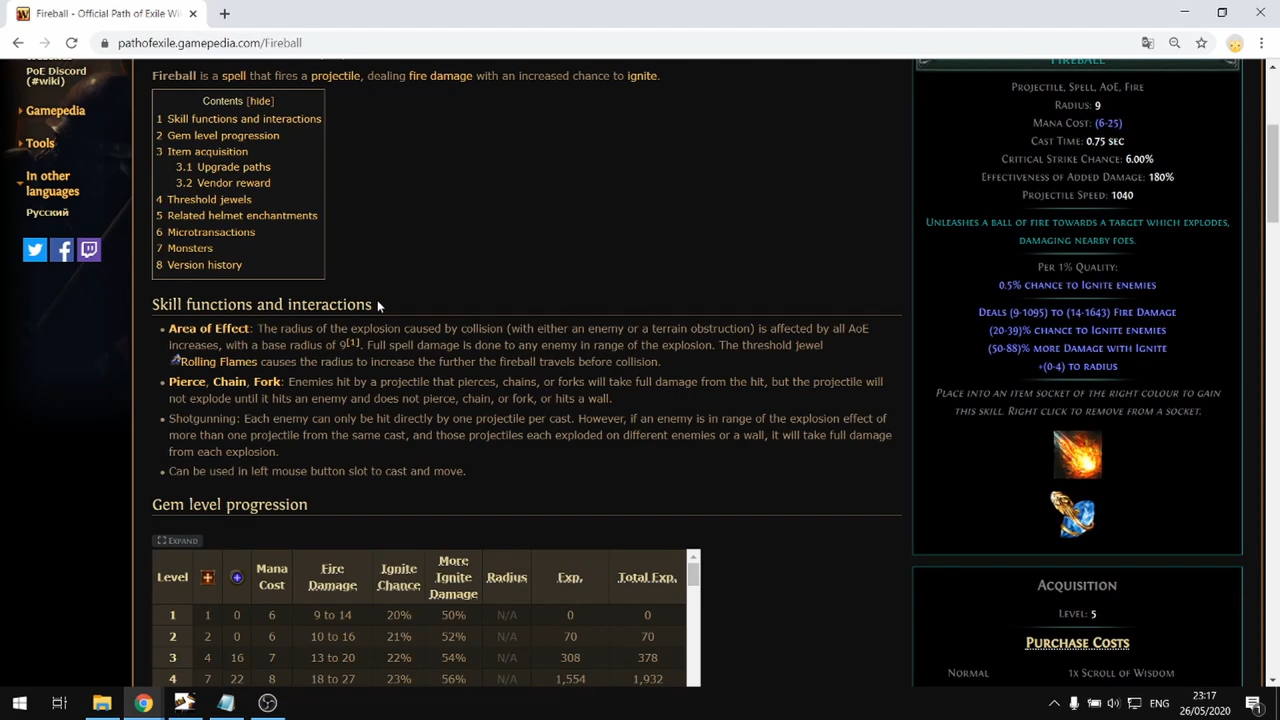 Fireball - Official Path of Exile Wi
pathofexile.gamepedia.com/Fireball
PoE Discord
(#wiki)
Gamepedia
Tools
In other
languages
Русский
Fireball is a spell that fires a projectile, dealing fire damage with an increased chance to ignite.
Contents [hide]
1 Skill functions and interactions
2 Gem level progression
3 Item acquisition
3.1 Upgrade paths
3.2 Vendor reward
4 Threshold jewels
5 Related helmet enchantments
6 Microtransactions
7 Monsters
8 Version history
Skill functions and interactions
Area of Effect: The radius of the explosion caused by collision (with either an enemy or a terrain obstruction) is affected by all AoE
increases, with a base radius of 9[1]. Full spell damage is done to any enemy in range of the explosion. The threshold jewel
Rolling Flames causes the radius to increase the further the fireball travels before collision.
Pierce, Chain, Fork: Enemies hit by a projectile that pierces, chains, or forks will take full damage from the hit, but the projectile will
not explode until it hits an enemy and does not pierce, chain, or fork, or hits a wall.
Shotgunning: Each enemy can only be hit directly by one projectile per cast. However, if an enemy is in range of the explosion effect of
more than one projectile from the same cast, and those projectiles each exploded on different enemies or a wall, it will take full damage
from each explosion.
Can be used in left mouse button slot to cast and move.
Gem level progression
EXPAND
Level Mana Cost Fire Damage Ignite Chance More Ignite Damage Radius Exp. Total Exp.
1 1 0 6 9 to 14 20% 50% N/A 0 0
2 2 0 6 10 to 16 21% 52% N/A 70 70
3 4 16 7 13 to 20 22% 54% N/A 308 378
4 7 22 8 18 to 27 23% 56% N/A 1,554 1,932
FIREBALL
PROJECTILE, SPELL, AOE, FIRE
RADIUS: 9
MANA COST: (6-25)
CAST TIME: 0.75 SEC
CRITICAL STRIKE CHANCE: 6.00%
EFFECTIVENESS OF ADDED DAMAGE: 180%
PROJECTILE SPEED: 1040
UNLEASHES A BALL OF FIRE TOWARDS A TARGET WHICH EXPLODES,
DAMAGING NEARBY FOES.
PER 1% QUALITY:
0.5% CHANCE TO IGNITE ENEMIES
DEALS (9-1095) TO (14-1643) FIRE DAMAGE
(20-39)% CHANCE TO IGNITE ENEMIES
(50-88)% MORE DAMAGE WITH IGNITE
+(0-4) TO RADIUS
PLACE INTO AN ITEM SOCKET OF THE RIGHT COLOUR TO GAIN
THIS SKILL. RIGHT CLICK TO REMOVE FROM A SOCKET.
ACQUISITION
LEVEL: 5
PURCHASE COSTS
NORMAL 1X SCROLL OF WISDOM
ENG
23:17
26/05/2020